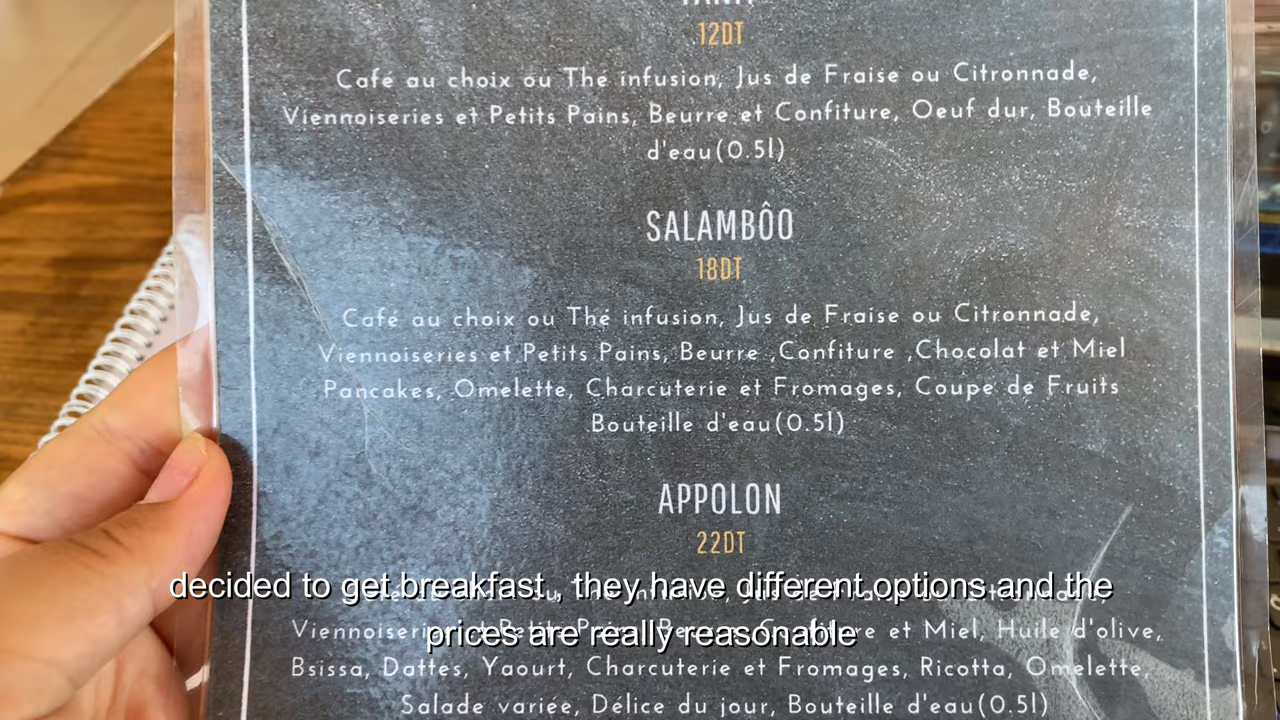 12DT
Café au choix ou Thé infusion, Jus de Fraise ou Citronnade,
Viennoiseries et Petits Pains, Beurre et Confiture, Oeuf dur, Bouteille
d'eau(0.5l)
SALAMBÔO
18DT
Café au choix ou Thé infusion, Jus de Fraise ou Citronnade,
Viennoiseries et Petits Pains, Beurre ,Confiture ,Chocolat et Miel
Pancakes, Omelette, Charcuterie et Fromages, Coupe de Fruits
Bouteille d'eau(0.5l)
APPOLON
22DT
decided to get breakfast , they have different options and the
prices are really reasonable
et Miel, Huile d'olive,
Bsissa, Dattes, Yaourt, Charcuterie et Fromages, Ricotta, Omelette,
Salade variée, Délice du jour, Bouteille d'eau(0.5l)